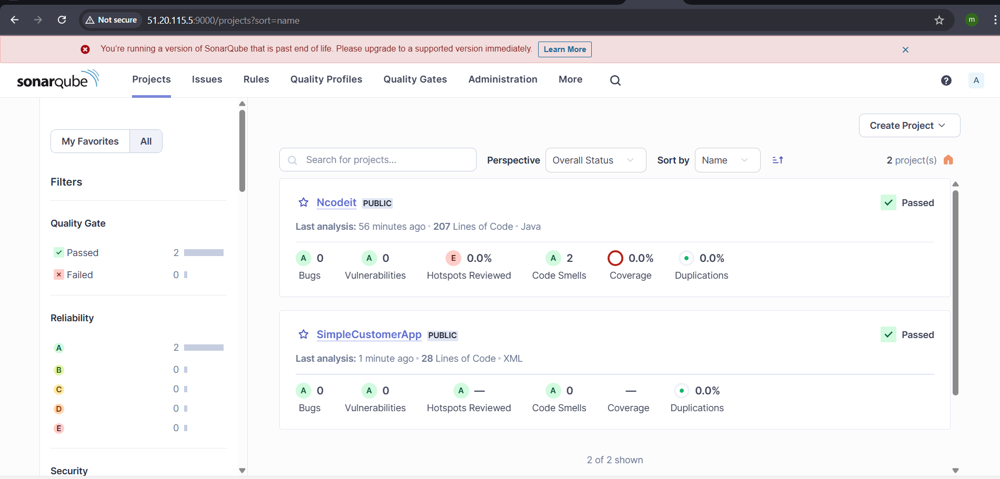 Not secure 51.20.115.5:9000/projects?sort=name m
You're running a version of SonarQube that is past end of life. Please upgrade to a supported version immediately. Learn More
sonarqube Projects Issues Rules Quality Profiles Quality Gates Administration More ? A
My Favorites All
Filters
Quality Gate
Passed 2
Failed 0
Reliability
A 2
B 0
C 0
D 0
E 0
Security
Create Project
Search for projects... Perspective Overall Status Sort by Name 2 project(s)
Ncodeit PUBLIC Passed
Last analysis: 56 minutes ago • 207 Lines of Code • Java
A 0 A 0 E 0.0% A 2 0.0% 0.0%
Bugs Vulnerabilities Hotspots Reviewed Code Smells Coverage Duplications
SimpleCustomerApp PUBLIC Passed
Last analysis: 1 minute ago • 28 Lines of Code • XML
A 0 A 0 A — A 0 — 0.0%
Bugs Vulnerabilities Hotspots Reviewed Code Smells Coverage Duplications
2 of 2 shown